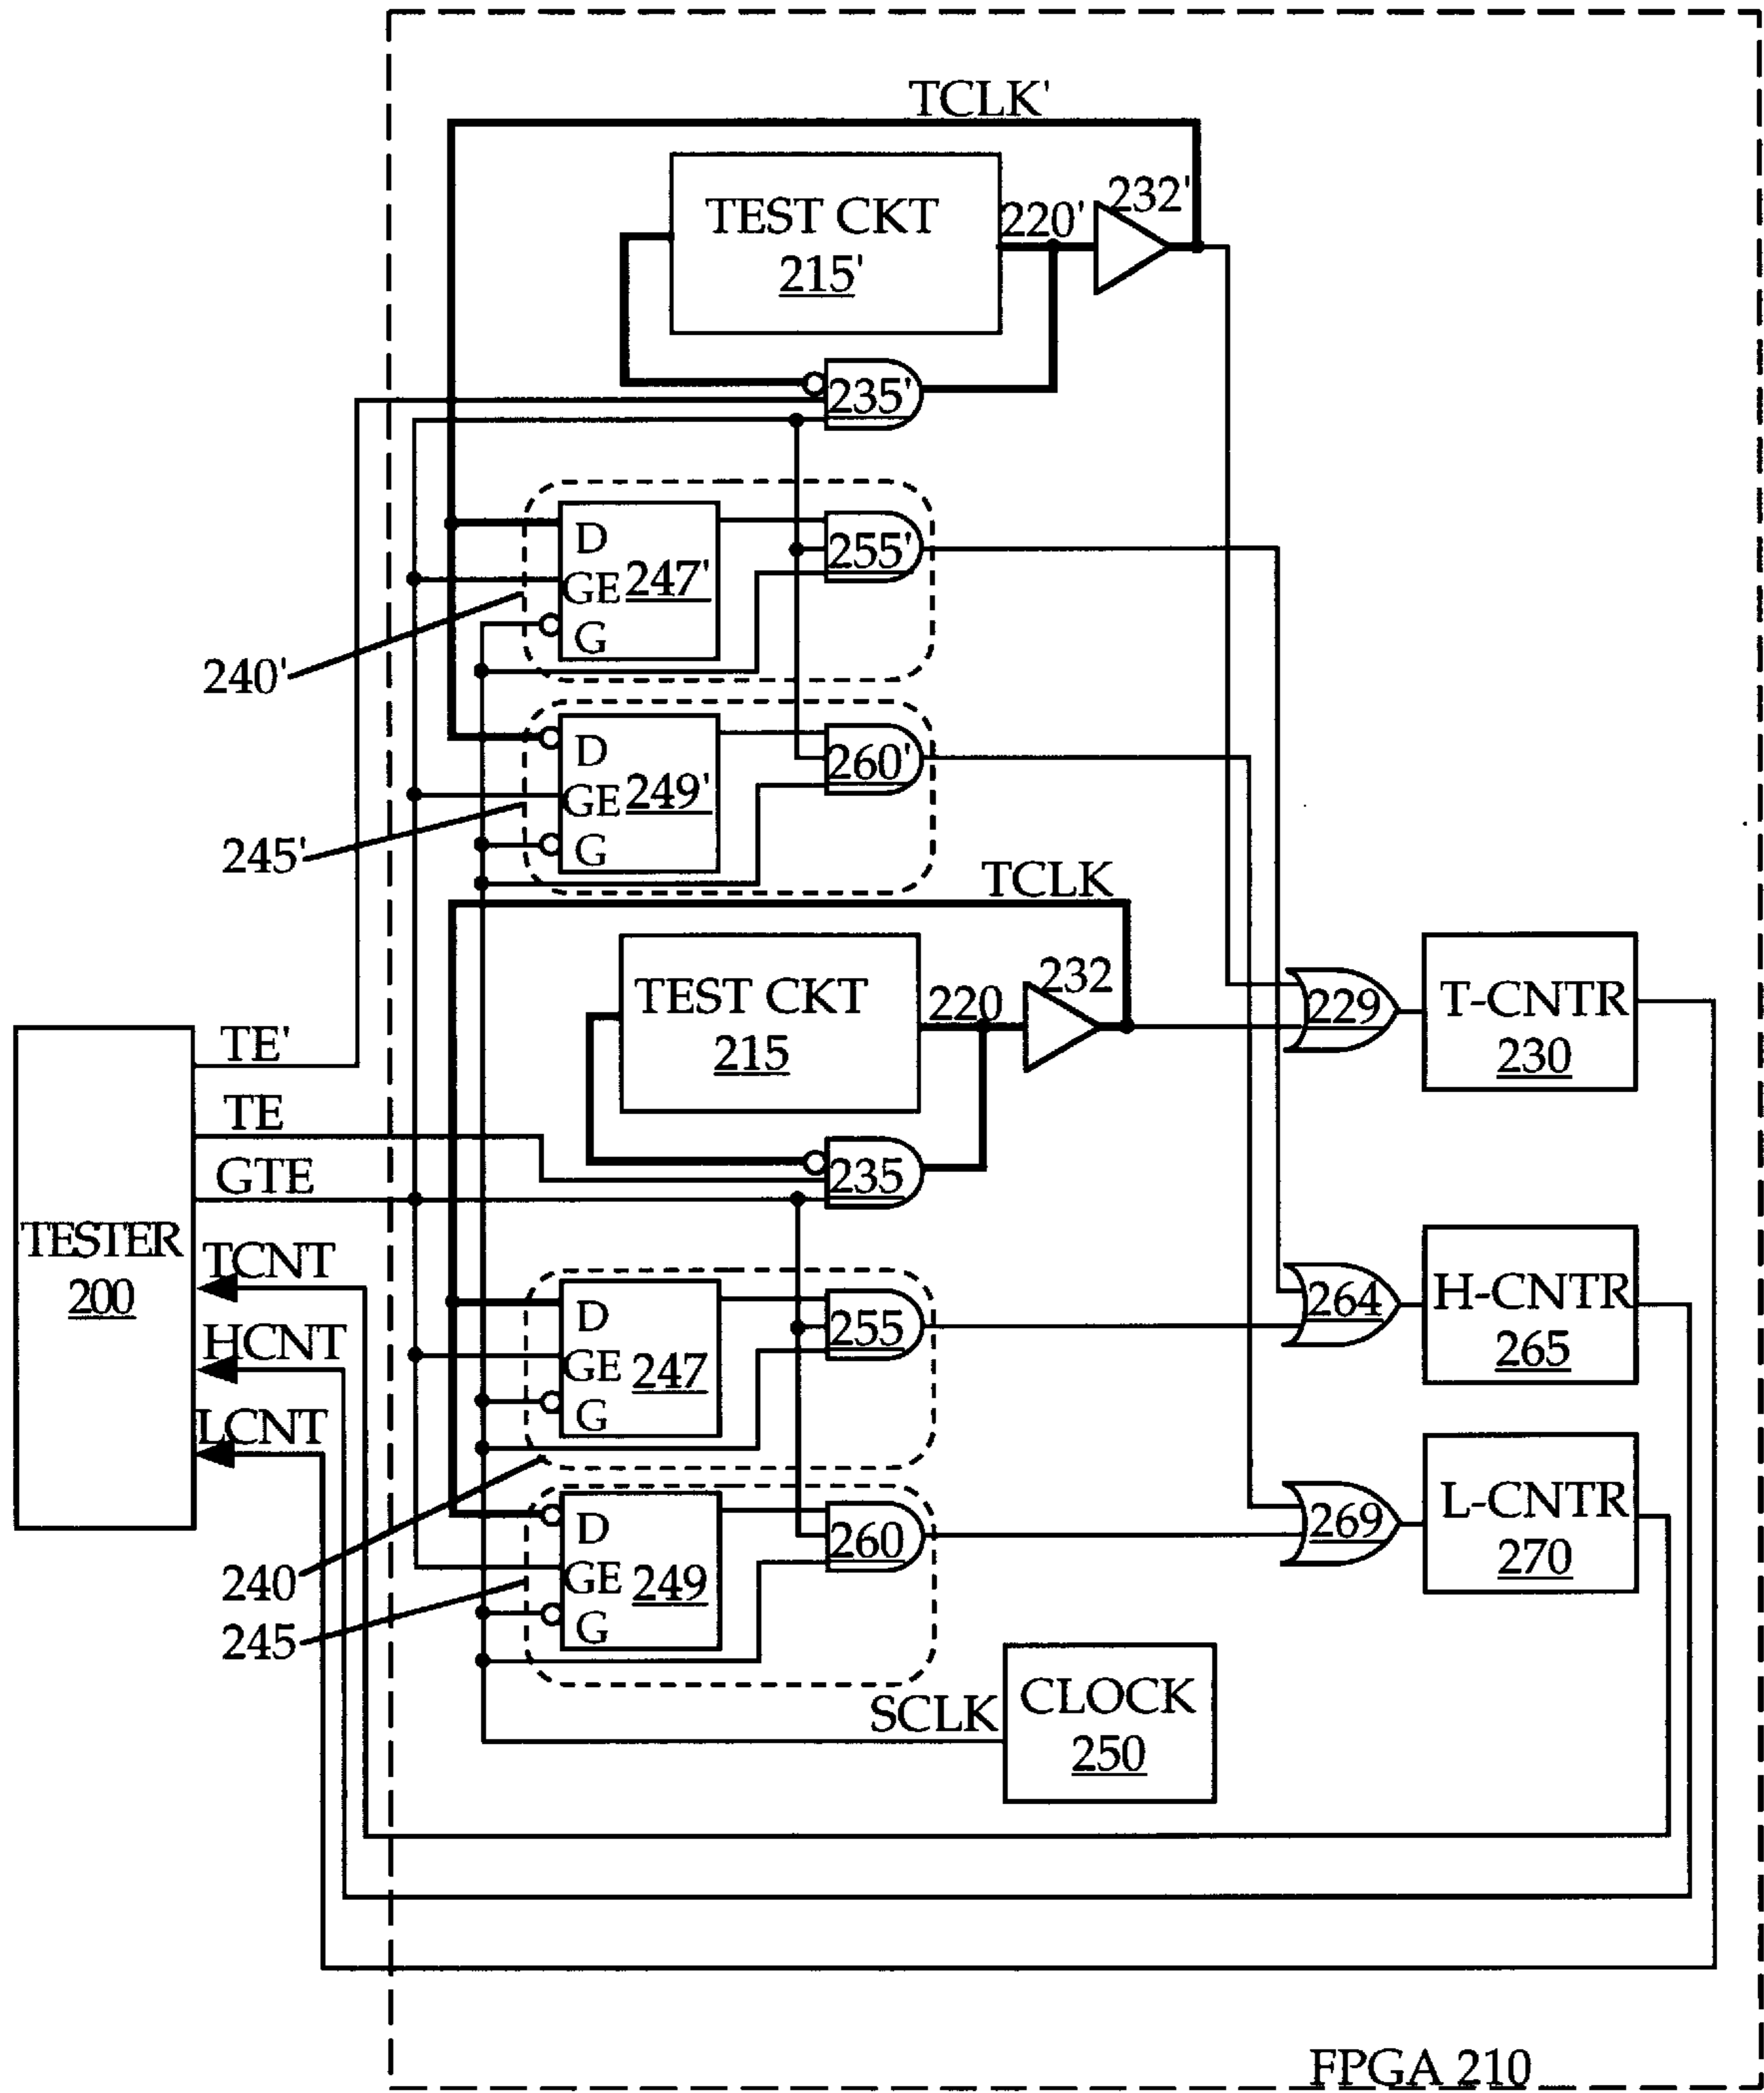 TCLK'
TEST CKT
215'
220'
232'
235'
D
GE
G
247'
255'
240'
D
GE
G
249'
260'
245'
TCLK
TEST CKT
215
220
232
229
T-CNTR
230
TE'
TE
GTE
TESTER
200
TCNT
HCNT
LCNT
235
D
GE
G
247
255
264
H-CNTR
265
D
GE
G
249
260
269
L-CNTR
270
240
245
SCLK
CLOCK
250
FPGA 210